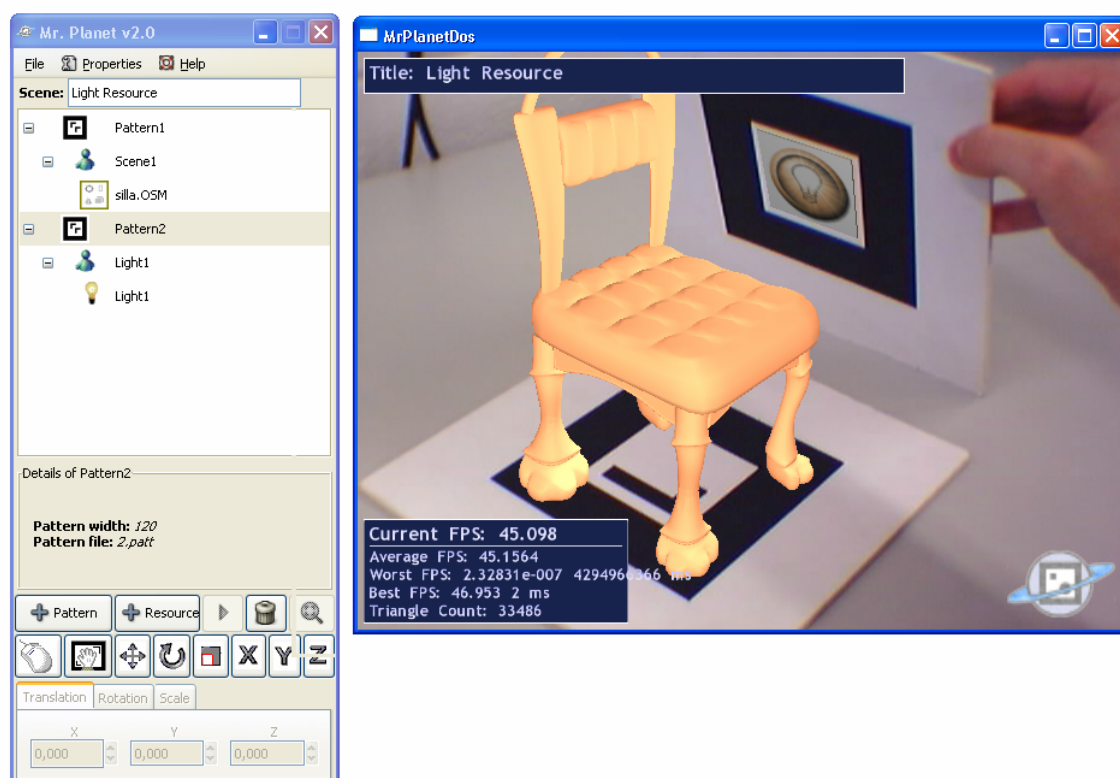 Mr. Planet v2.0
File Properties Help
Scene: Light Resource
Pattern1
Scene1
silla.OSM
Pattern2
Light1
Light1
Details of Pattern2
Pattern width: 120
Pattern file: 2.patt
Pattern Resource
X Y Z
Translation Rotation Scale
X Y Z
0,000 0,000 0,000
MrPlanetDos
Title: Light Resource
Current FPS: 45.098
Average FPS: 45.1564
Worst FPS: 2.32831e-007 4294966366 ms
Best FPS: 46.953 2 ms
Triangle Count: 33486